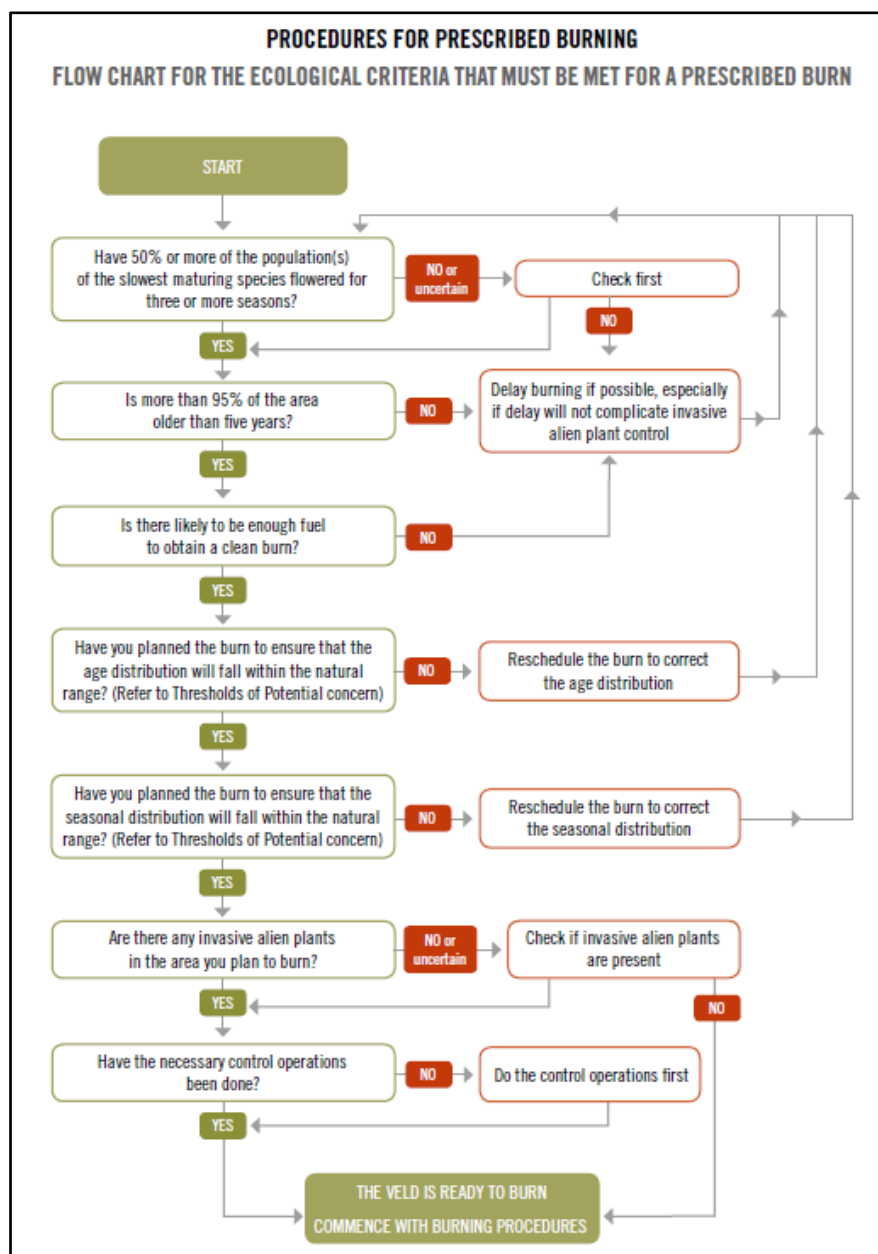 PROCEDURES FOR PRESCRIBED BURNING
FLOW CHART FOR THE ECOLOGICAL CRITERIA THAT MUST BE MET FOR A PRESCRIBED BURN
START
Have 50% or more of the population(s)
of the slowest maturing species flowered for
three or more seasons?
NO or
uncertain
Check first
NO
YES
Is more than 95% of the area
older than five years?
NO
Delay burning if possible, especially
if delay will not complicate invasive
alien plant control
YES
Is there likely to be enough fuel
to obtain a clean burn?
NO
YES
Have you planned the burn to ensure that the
age distribution will fall within the natural
range? (Refer to Thresholds of Potential concern)
NO
Reschedule the burn to correct
the age distribution
YES
Have you planned the burn to ensure that the
seasonal distribution will fall within the natural
range? (Refer to Thresholds of Potential concern)
NO
Reschedule the burn to correct
the seasonal distribution
YES
Are there any invasive alien plants
in the area you plan to burn?
NO or
uncertain
Check if invasive alien plants
are present
YES
NO
Have the necessary control operations
been done?
NO
Do the control operations first
YES
THE VELD IS READY TO BURN
COMMENCE WITH BURNING PROCEDURES